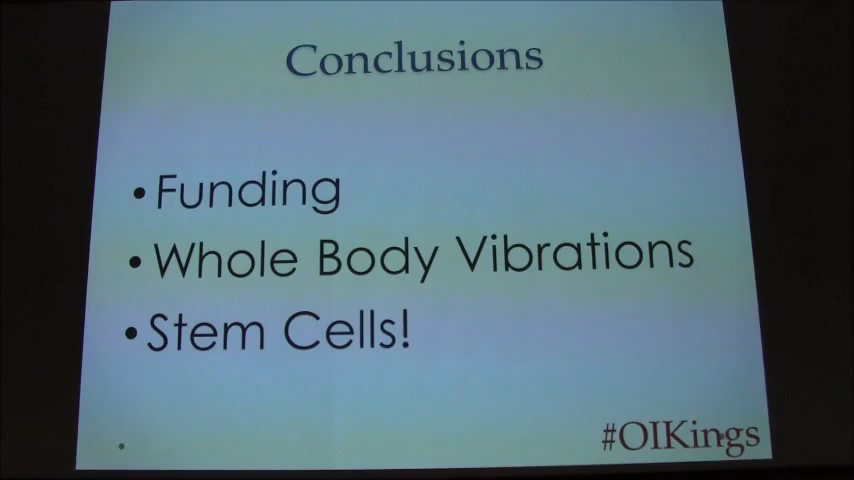 Conclusions
•Funding
•Whole Body Vibrations
•Stem Cells!
#OIKings